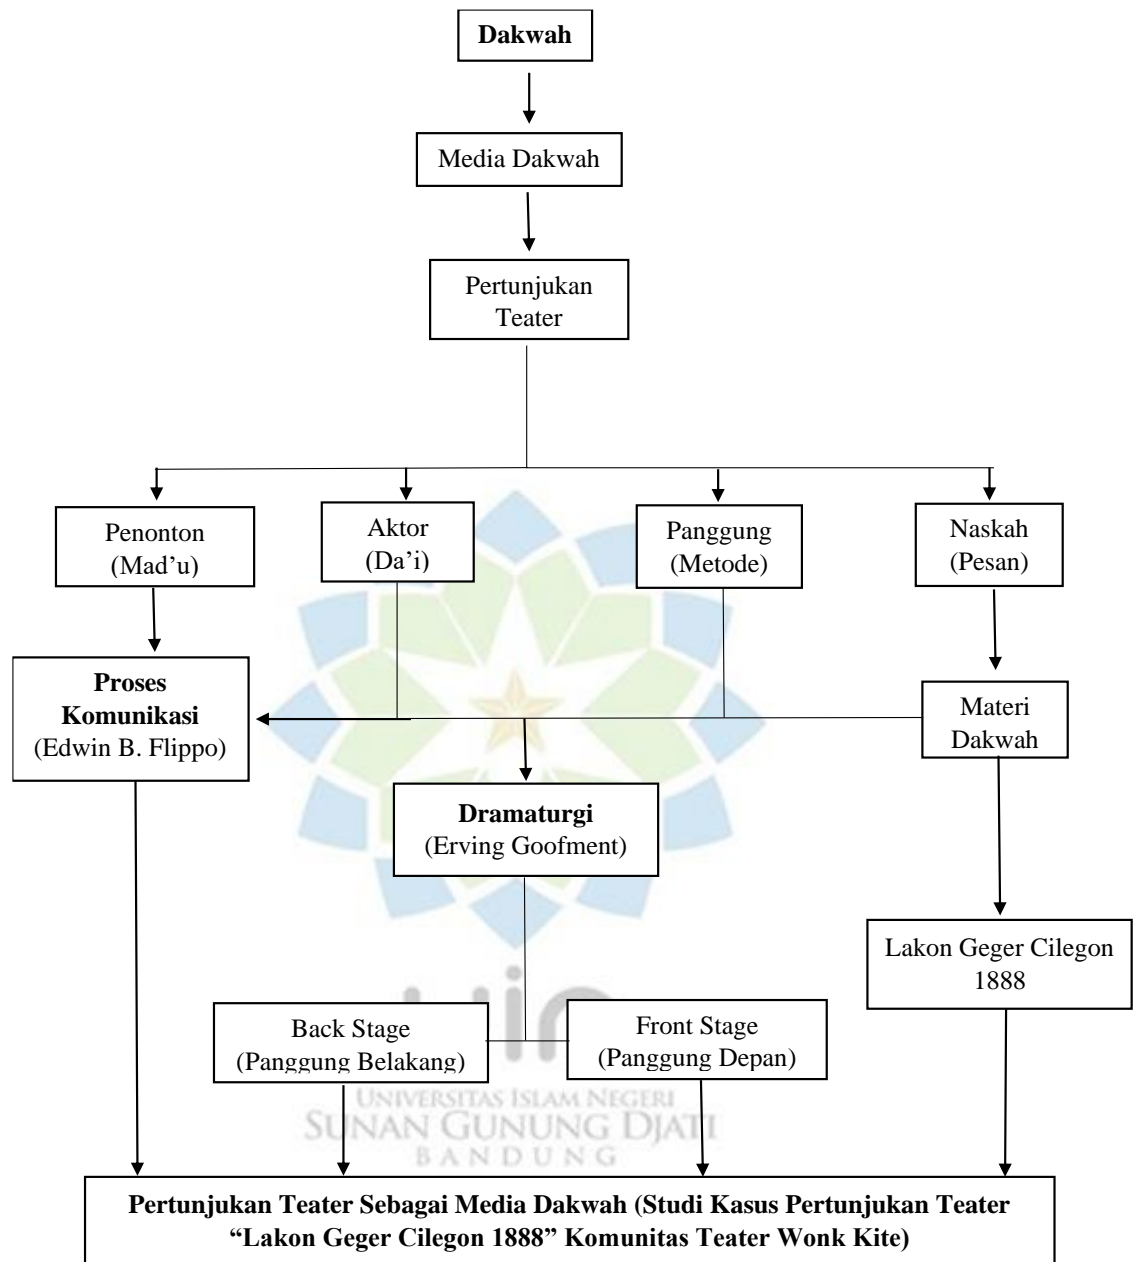 Dakwah
Media Dakwah
Pertunjukan
Teater
Penonton
(Mad’u)
Aktor
(Da’i)
Panggung
(Metode)
Naskah
(Pesan)
Proses
Komunikasi
(Edwin B. Flippo)
Materi
Dakwah
Dramaturgi
(Erving Goofment)
Lakon Geger Cilegon
1888
uin
Back Stage
(Panggung Belakang)
Front Stage
(Panggung Depan)
UNIVERSITAS ISLAM NEGERI
SUNAN GUNUNG DJATI
BANDUNG
Pertunjukan Teater Sebagai Media Dakwah (Studi Kasus Pertunjukan Teater
“Lakon Geger Cilegon 1888” Komunitas Teater Wonk Kite)